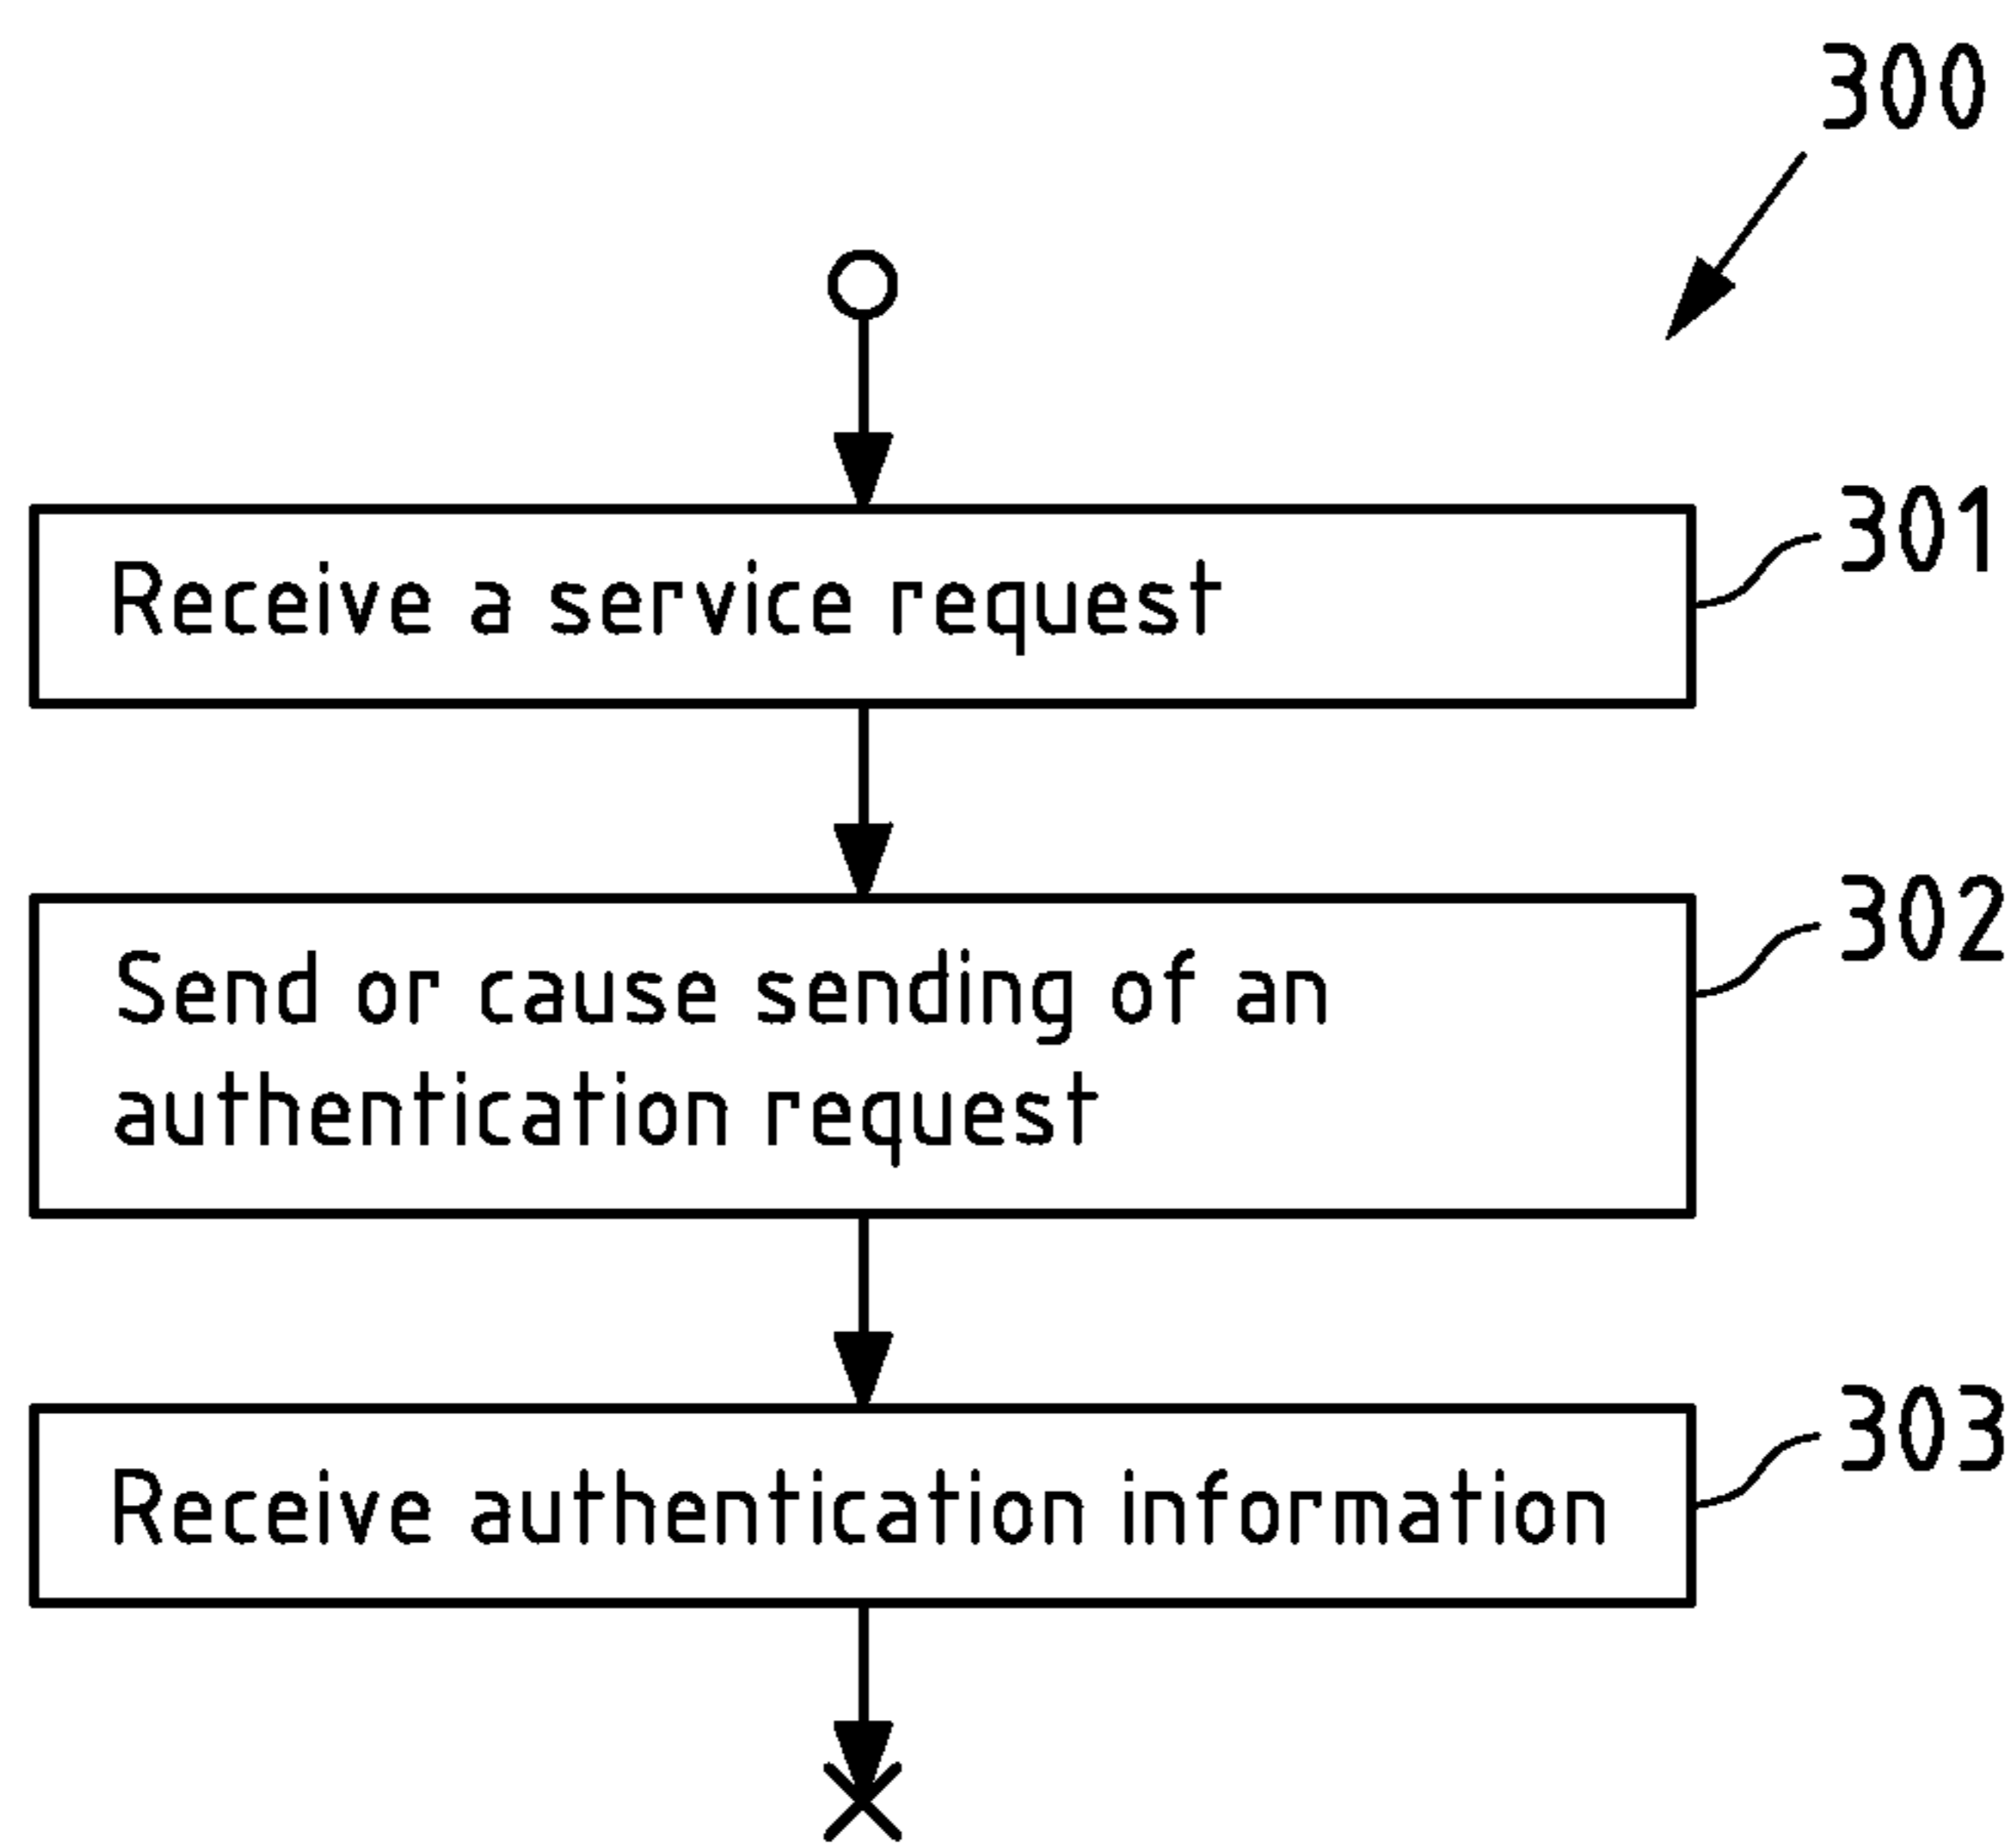 300
Receive a service request
301
Send or cause sending of an
authentication request
302
Receive authentication information
303